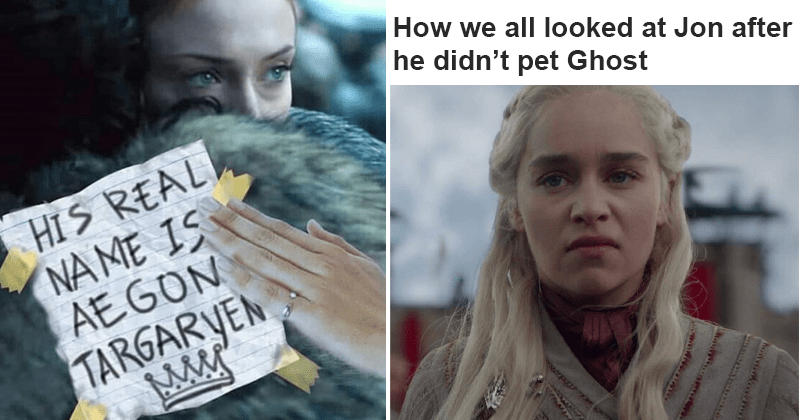 HIS REAL
NAME IS
AEGON
TARGARYEN
How we all looked at Jon after
he didn't pet Ghost